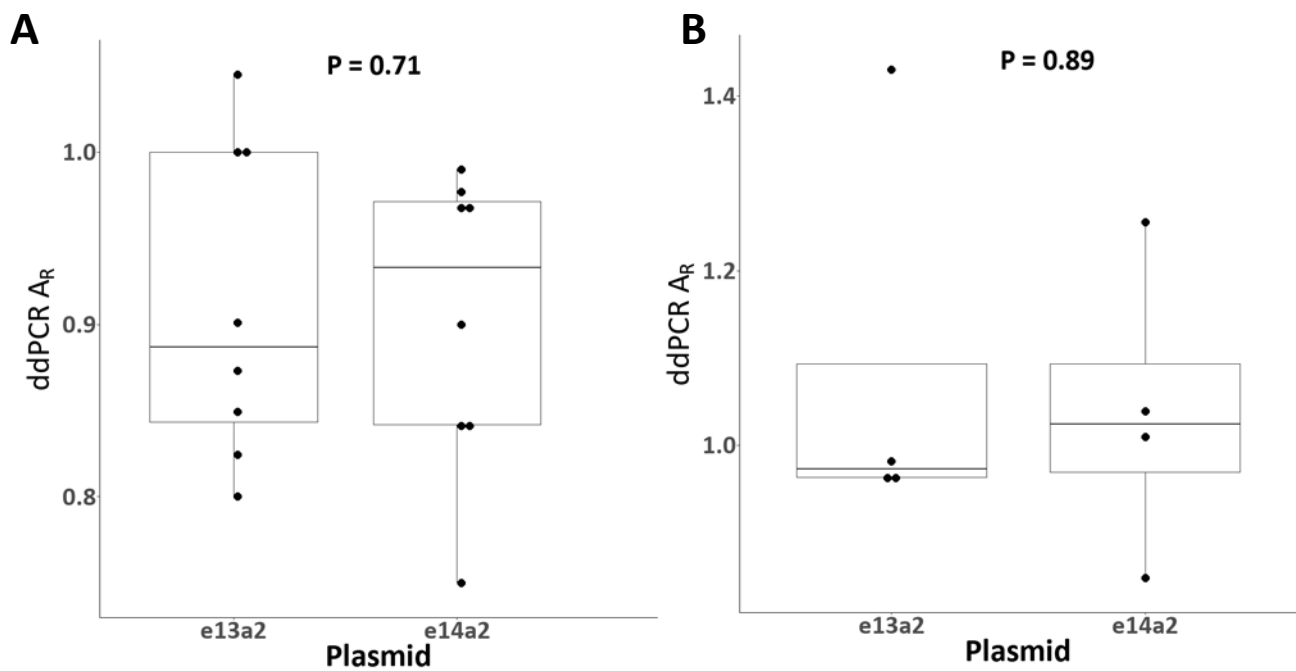 A
P = 0.71
ddPCR A_R
1.0
0.9
0.8
e13a2 e14a2
Plasmid
B
P = 0.89
ddPCR A_R
1.4
1.2
1.0
e13a2 e14a2
Plasmid